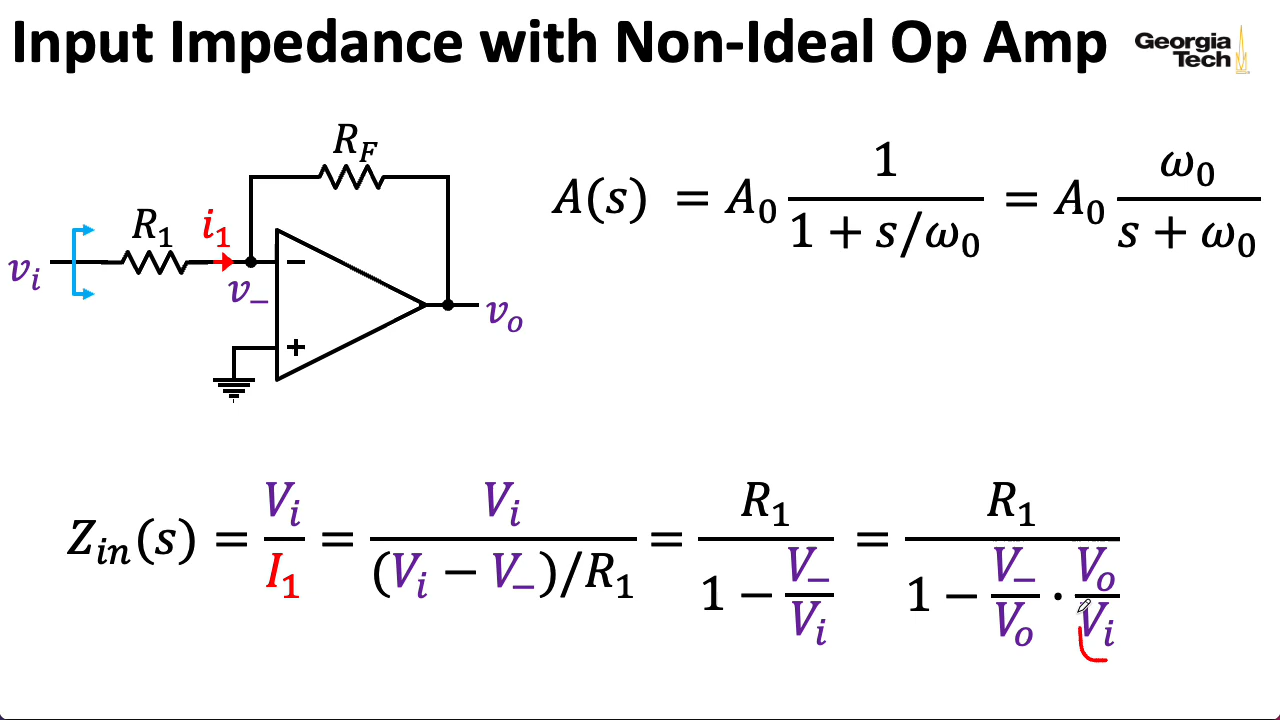 Input Impedance with Non-Ideal Op Amp
Georgia
Tech
R_F
R_1
i_1
v_i
v_−
−
+
v_o
A(s) = A_0 1/(1 + s/ω_0) = A_0 ω_0/(s + ω_0)
Z_in(s) = V_i/I_1 = V_i/((V_i − V_−)/R_1) = R_1/(1 − V_−/V_i) = R_1/(1 − V_−/V_o · V_o/V_i)